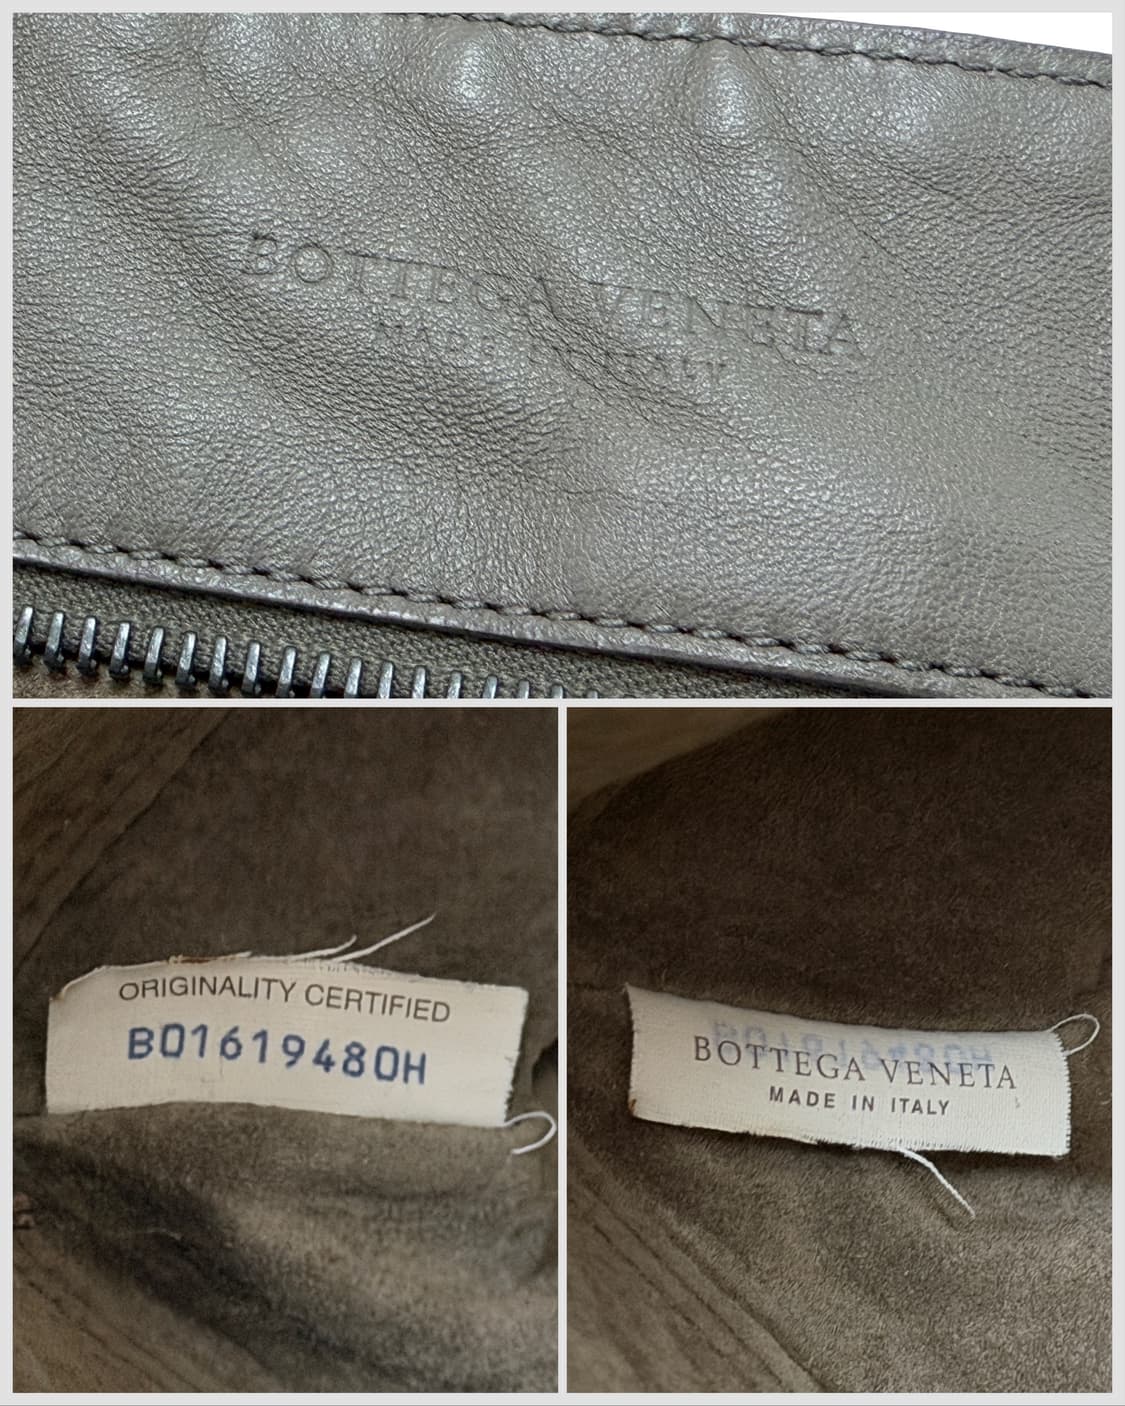 BOTTEGA VENETA
MADE IN ITALY
ORIGINALITY CERTIFIED
B01619480H
BOTTEGA VENETA
MADE IN ITALY